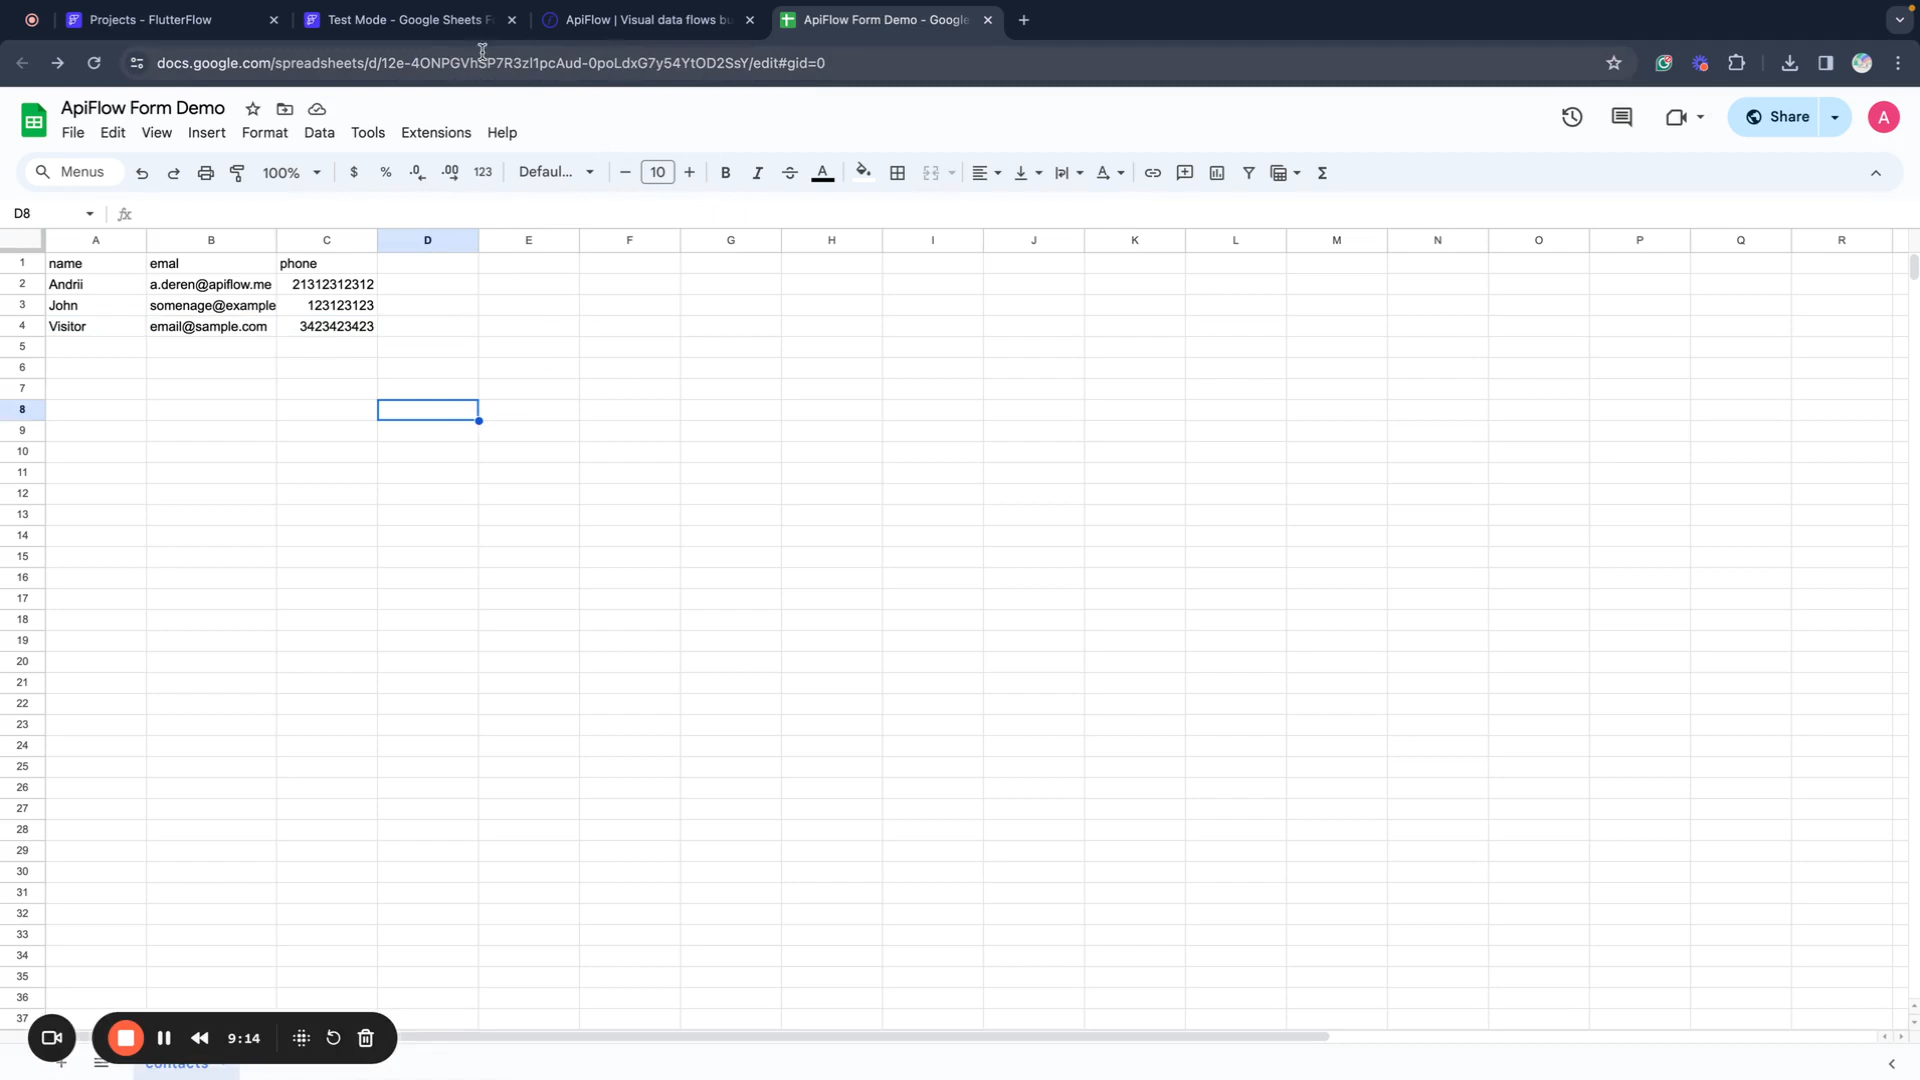 Projects - FlutterFlow
Test Mode - Google Sheets Fo
ApiFlow | Visual data flows bu
ApiFlow Form Demo - Google
docs.google.com/spreadsheets/d/12e-4ONPGVhSP7R3zl1pcAud-0poLdxG7y54YtOD2SsY/edit#gid=0
ApiFlow Form Demo
File Edit View Insert Format Data Tools Extensions Help
Share
A
Menus
100%
$ % .0 .00 123
Defaul...
10
B I A
D8
fx
A B C D E F G H I J K L M N O P Q R
1 name emal phone
2 Andrii a.deren@apiflow.me 21312312312
3 John somenage@example 123123123
4 Visitor email@sample.com 3423423423
5
6
7
8
9
10
11
12
13
14
15
16
17
18
19
20
21
22
23
24
25
26
27
28
29
30
31
32
33
34
35
36
37
9:14
contacts